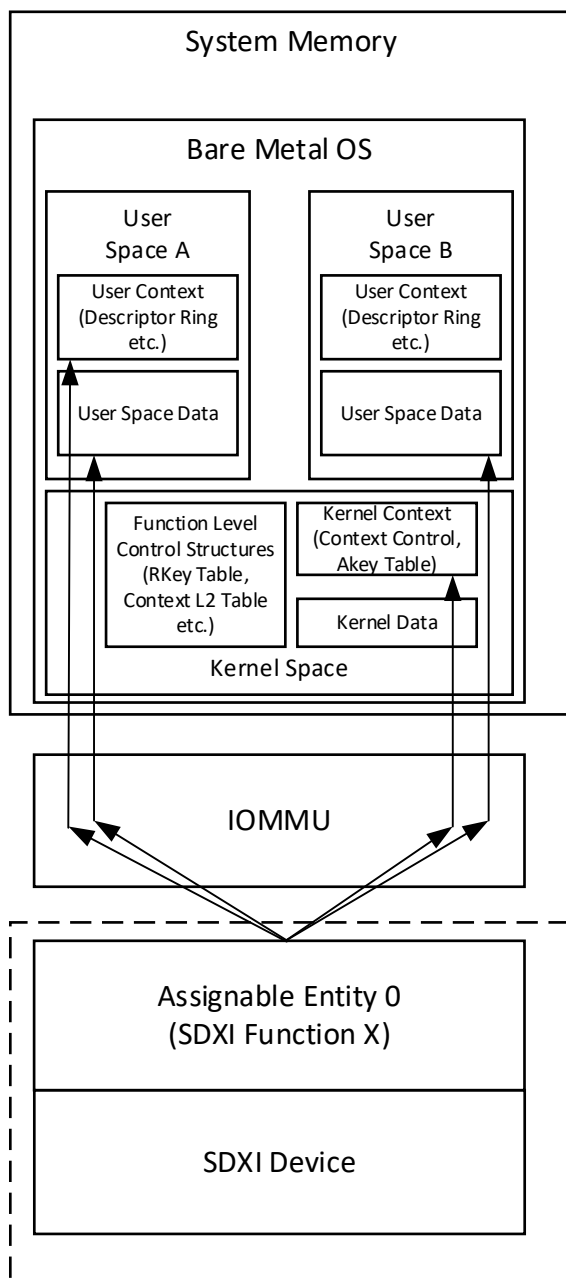 System Memory
Bare Metal OS
User
Space A
User Context
(Descriptor Ring
etc.)
User Space Data
User
Space B
User Context
(Descriptor Ring
etc.)
User Space Data
Function Level
Control Structures
(RKey Table,
Context L2 Table
etc.)
Kernel Context
(Context Control,
Akey Table)
Kernel Data
Kernel Space
IOMMU
Assignable Entity 0
(SDXI Function X)
SDXI Device